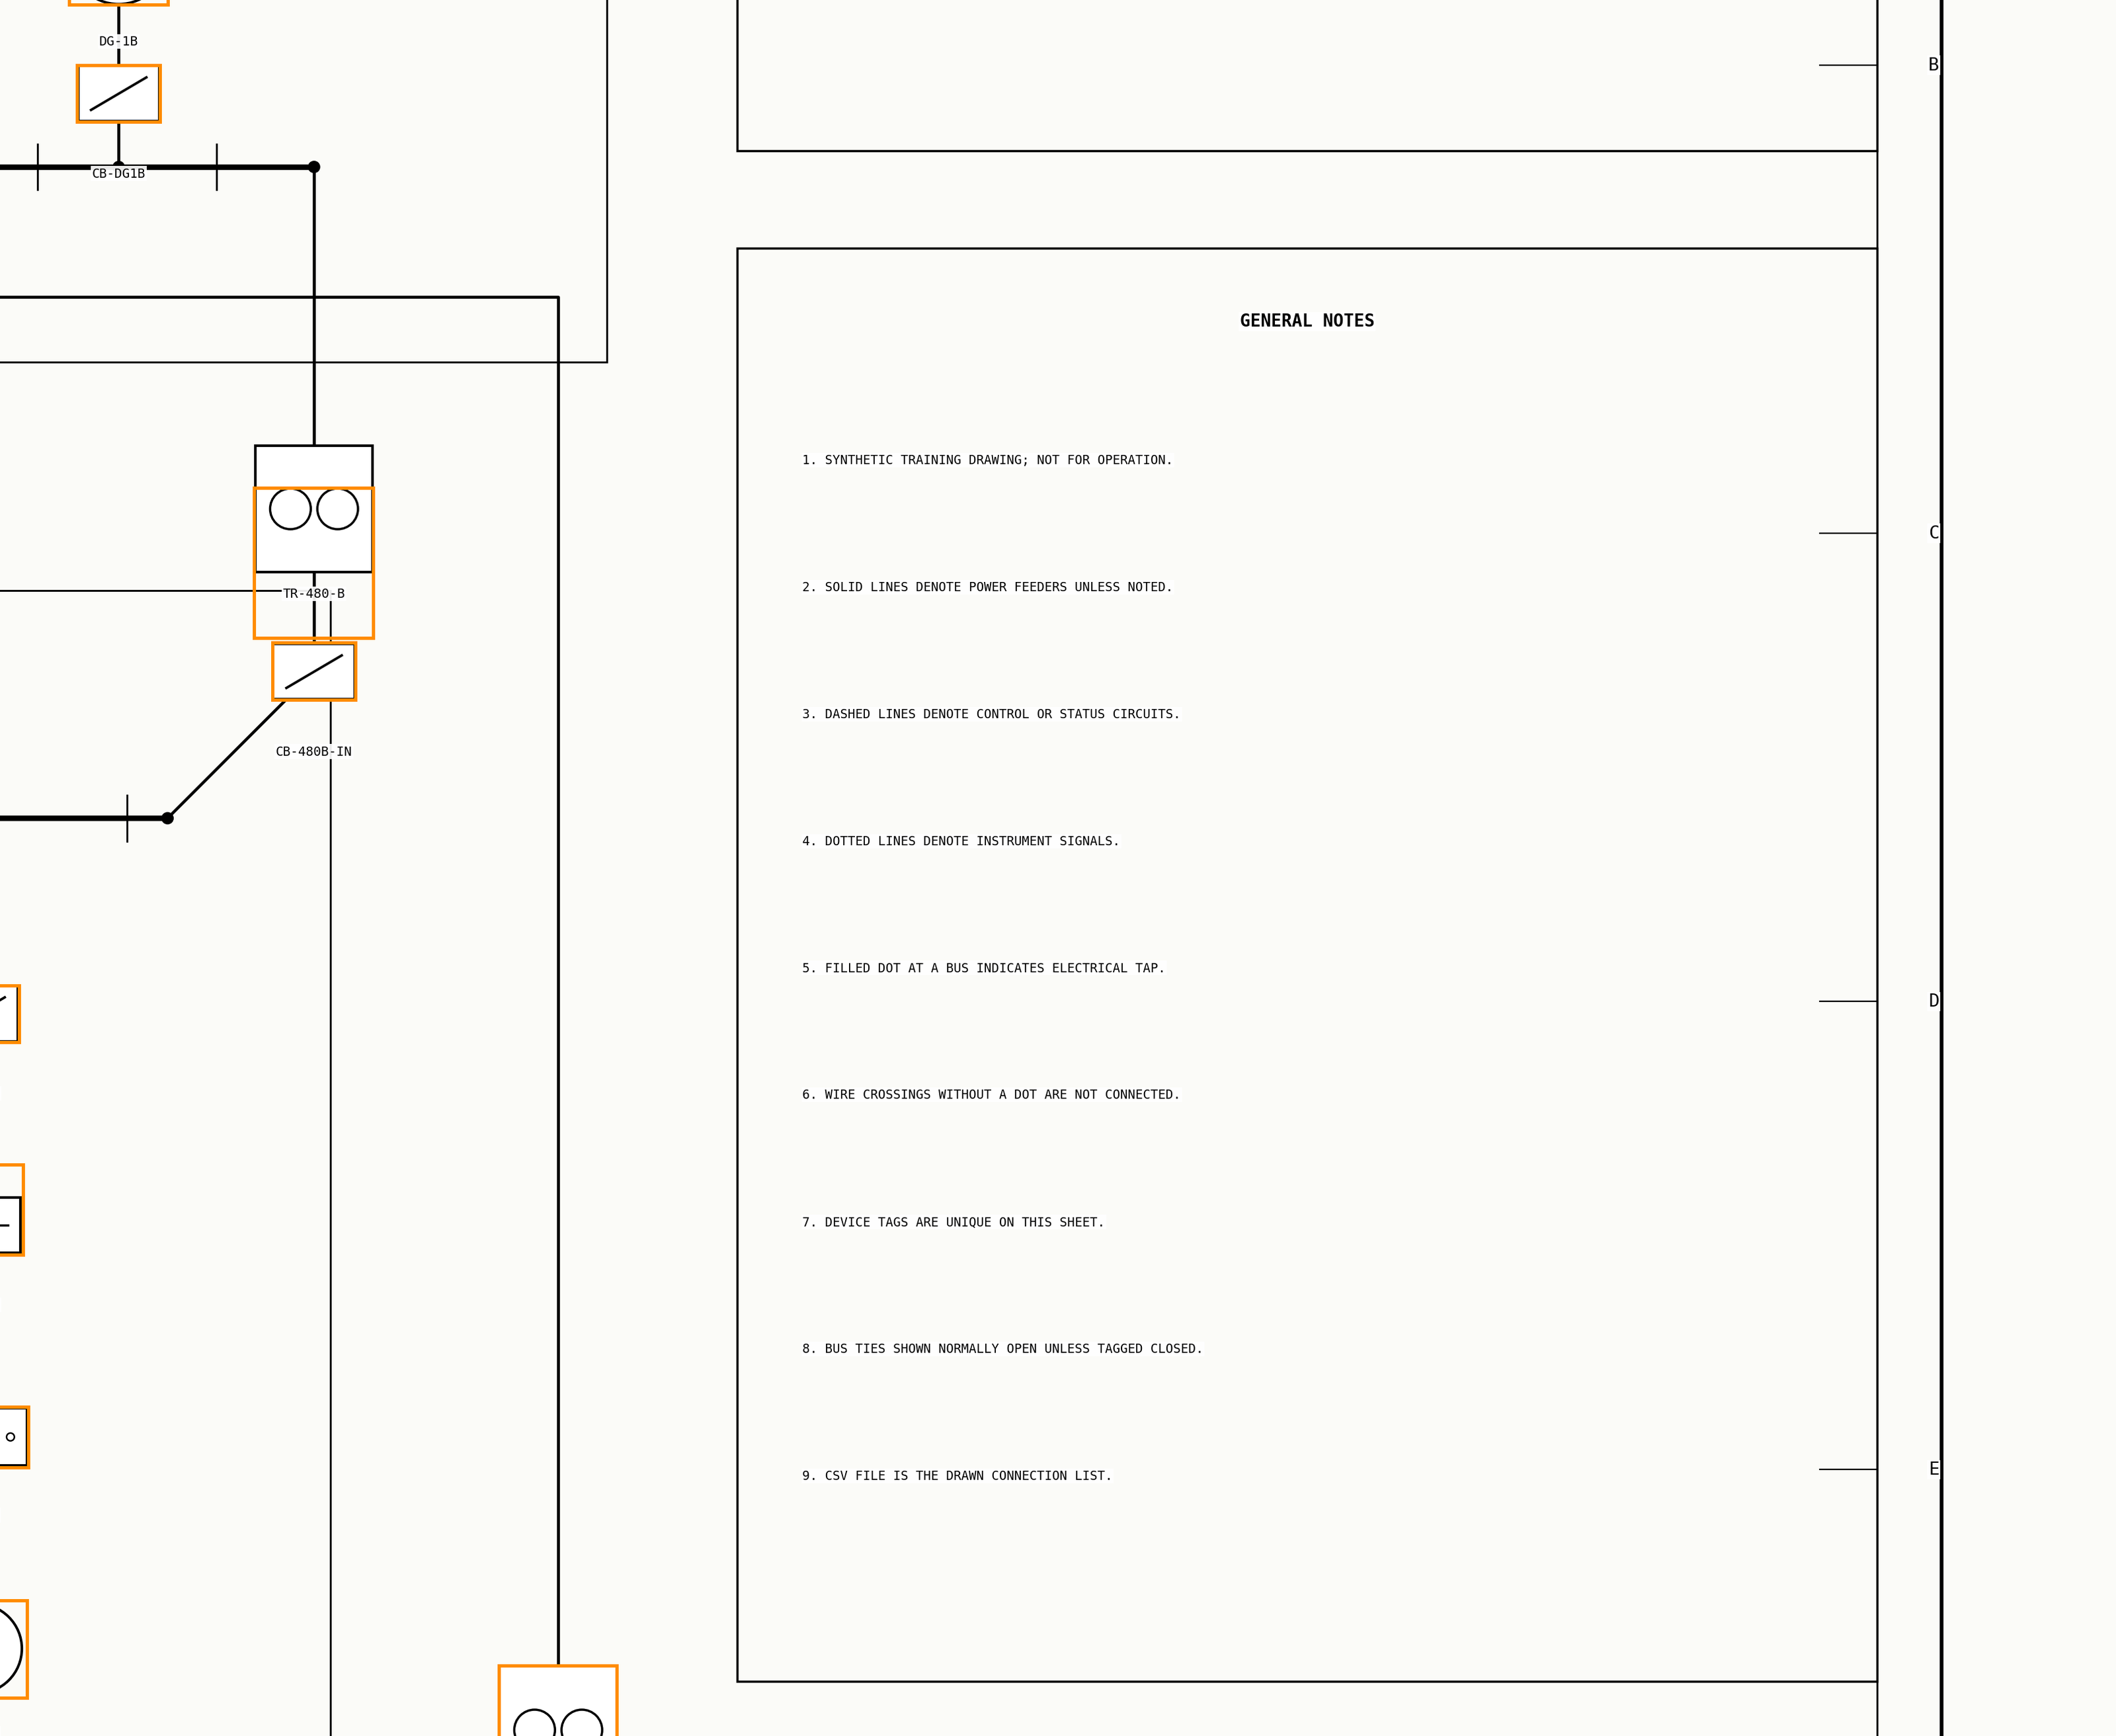 DG-1B
B
CB-DG1B
GENERAL NOTES
1. SYNTHETIC TRAINING DRAWING; NOT FOR OPERATION.
C
TR-480-B
2. SOLID LINES DENOTE POWER FEEDERS UNLESS NOTED.
3. DASHED LINES DENOTE CONTROL OR STATUS CIRCUITS.
CB-480B-IN
4. DOTTED LINES DENOTE INSTRUMENT SIGNALS.
5. FILLED DOT AT A BUS INDICATES ELECTRICAL TAP.
D
6. WIRE CROSSINGS WITHOUT A DOT ARE NOT CONNECTED.
7. DEVICE TAGS ARE UNIQUE ON THIS SHEET.
8. BUS TIES SHOWN NORMALLY OPEN UNLESS TAGGED CLOSED.
9. CSV FILE IS THE DRAWN CONNECTION LIST.
E